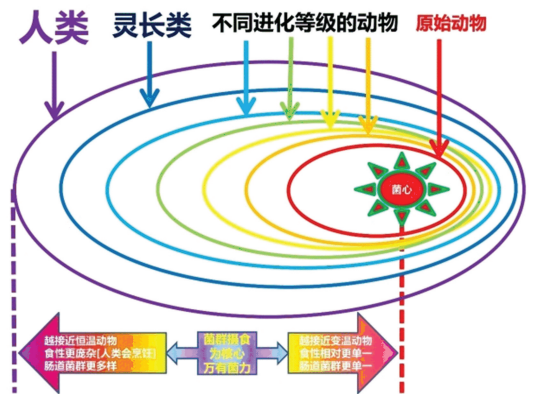 人类 灵长类 不同进化等级的动物 原始动物
菌心
越接近恒温动物
食性更庞杂(人类会烹饪)
肠道菌群更多样
菌群摄食
为核心
万有菌力
越接近变温动物
食性相对更单一
肠道菌群更单一